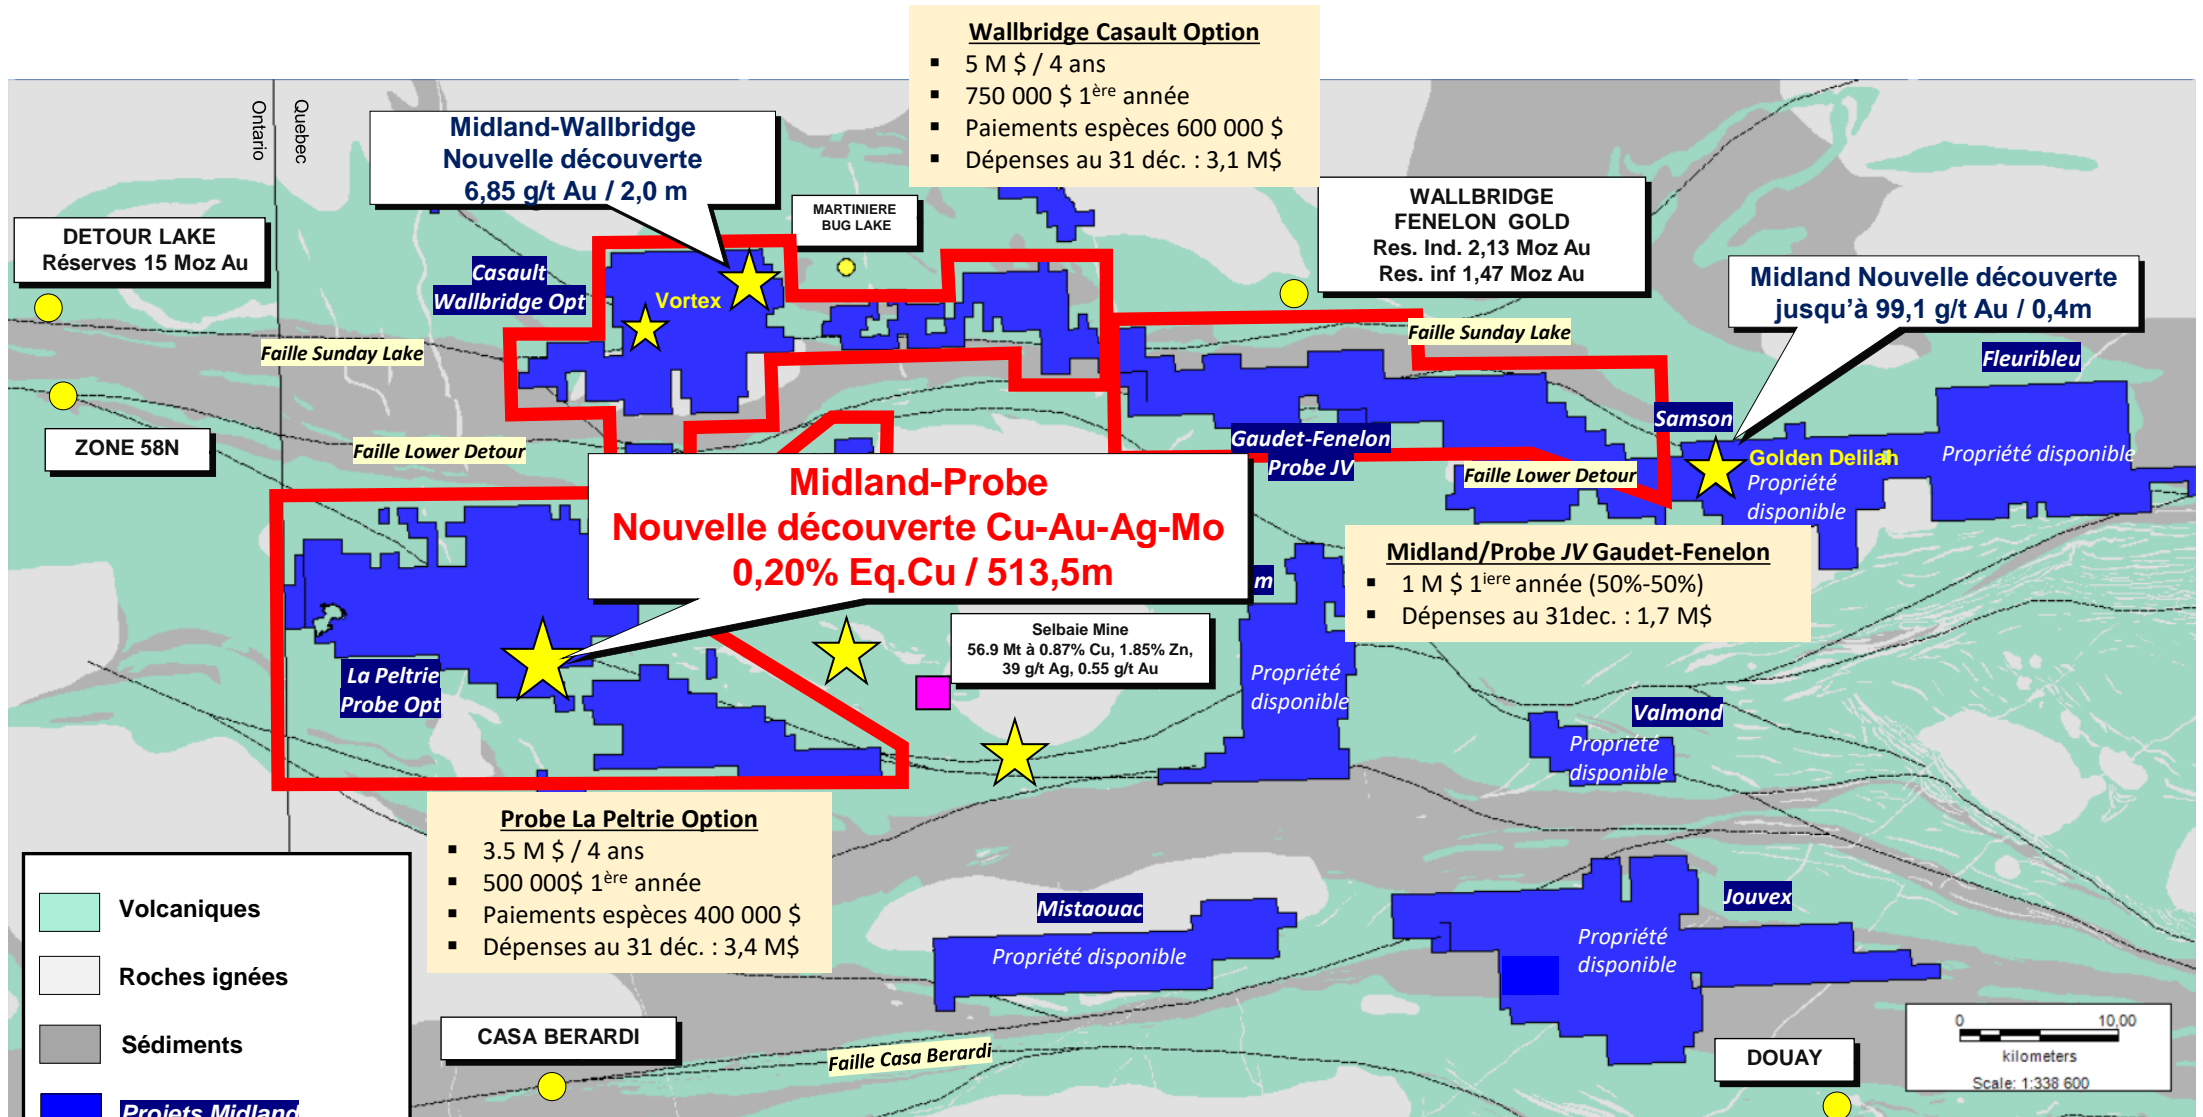 Wallbridge Casault Option
▪ 5 M $ / 4 ans
▪ 750 000 $ 1ère année
▪ Paiements espèces 600 000 $
▪ Dépenses au 31 déc. : 3,1 M$
Ontario
Quebec
Midland-Wallbridge
Nouvelle découverte
6,85 g/t Au / 2,0 m
MARTINIERE
BUG LAKE
WALLBRIDGE
FENELON GOLD
Res. Ind. 2,13 Moz Au
Res. inf 1,47 Moz Au
DETOUR LAKE
Réserves 15 Moz Au
Casault
Wallbridge Opt
Vortex
Midland Nouvelle découverte
jusqu'à 99,1 g/t Au / 0,4m
Faille Sunday Lake
Faille Sunday Lake
Fleuribleu
Samson
ZONE 58N
Faille Lower Detour
Gaudet-Fenelon
Probe JV
Golden Delilah
Propriété
disponible
Propriété disponible
Faille Lower Detour
Midland-Probe
Nouvelle découverte Cu-Au-Ag-Mo
0,20% Eq.Cu / 513,5m
m
Midland/Probe JV Gaudet-Fenelon
▪ 1 M $ 1iere année (50%-50%)
▪ Dépenses au 31dec. : 1,7 M$
Selbaie Mine
56.9 Mt à 0.87% Cu, 1.85% Zn,
39 g/t Ag, 0.55 g/t Au
La Peltrie
Probe Opt
Propriété
disponible
Valmond
Propriété
disponible
Probe La Peltrie Option
▪ 3.5 M $ / 4 ans
▪ 500 000$ 1ère année
▪ Paiements espèces 400 000 $
▪ Dépenses au 31 déc. : 3,4 M$
Mistaouac
Propriété disponible
Jouvex
Propriété
disponible
Volcaniques
Roches ignées
Sédiments
Projets Midland
CASA BERARDI
Faille Casa Berardi
DOUAY
0 10,00
kilometers
Scale: 1:338 600